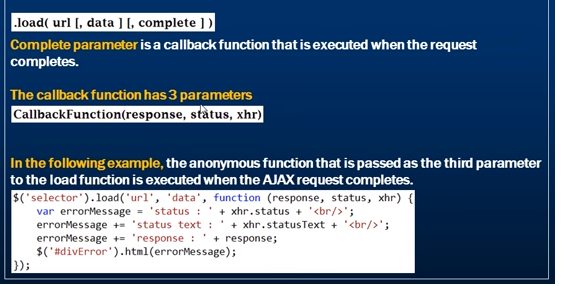 .load( url [, data ] [, complete ] )
Complete parameter is a callback function that is executed when the request
completes.
The callback function has 3 parameters
CallbackFunction(response, status, xhr)
In the following example, the anonymous function that is passed as the third parameter
to the load function is executed when the AJAX request completes.
$('selector').load('url', 'data', function (response, status, xhr) {
    var errorMessage = 'status : ' + xhr.status + '<br/>';
    errorMessage += 'status text : ' + xhr.statusText + '<br/>';
    errorMessage += 'response : ' + response;
    $('#divError').html(errorMessage);
});